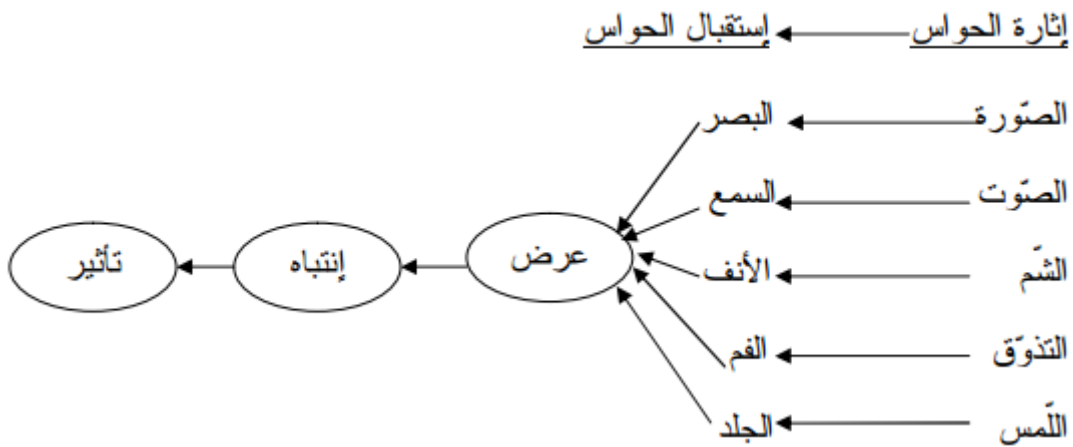 إثارة الحواس إستقبال الحواس
الصّورة البصر
الصّوت السمع
الشّم الأنف عرض إنتباه تأثير
التذوّق الفم
اللّمس الجلد